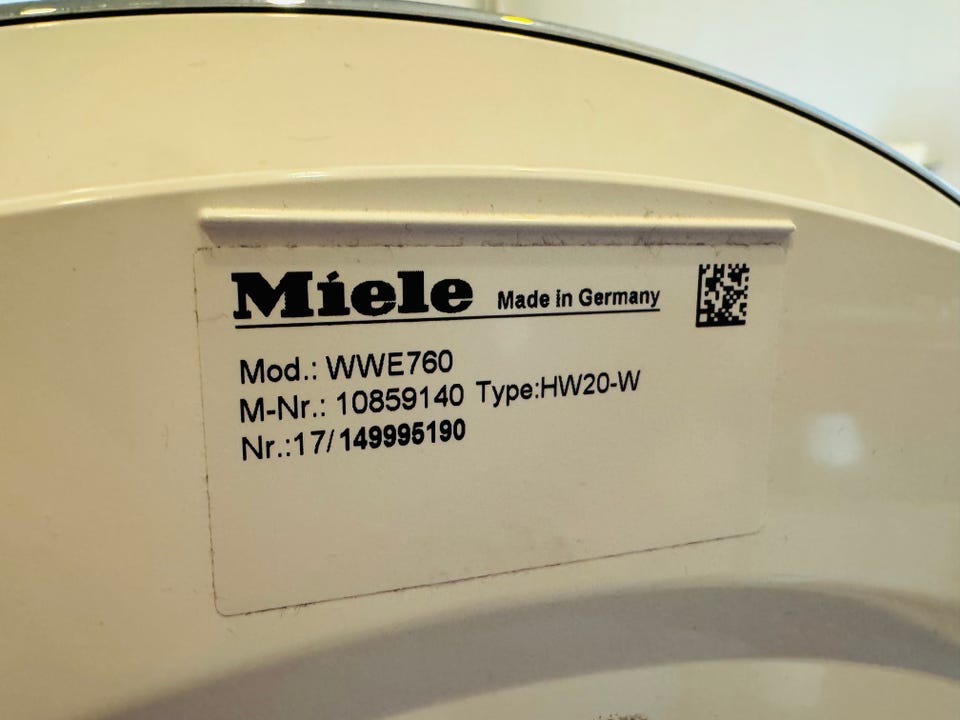 Miele Made in Germany
Mod.: WWE760
M-Nr.: 10859140 Type:HW20-W
Nr.:17/149995190